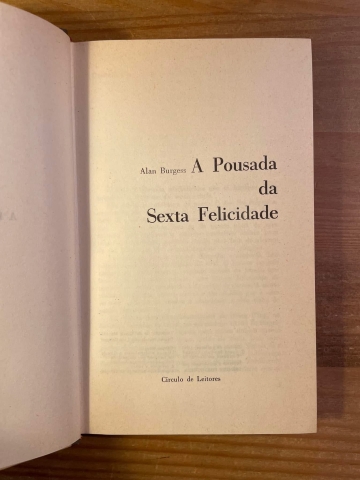 Alan Burgess A Pousada
da
Sexta Felicidade
Círculo de Leitores